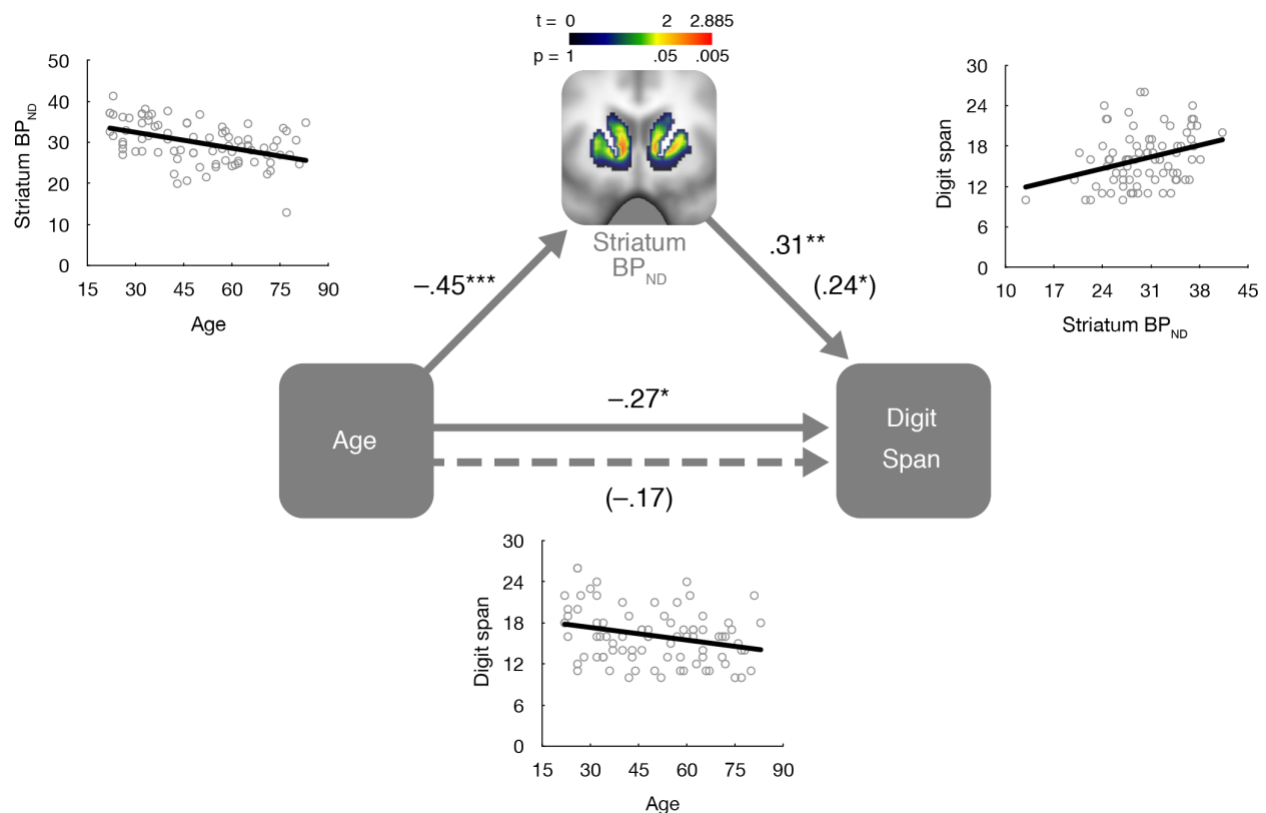 t = 0 2 2.885
p = 1 .05 .005
Striatum BP_ND
50
40
30
20
10
0
15 30 45 60 75 90
Age
Digit span
30
24
18
12
6
0
10 17 24 31 38 45
Striatum BP_ND
Striatum
BP_ND
–.45***
.31**
(.24*)
Age
–.27*
(–.17)
Digit
Span
Digit span
30
24
18
12
6
0
15 30 45 60 75 90
Age